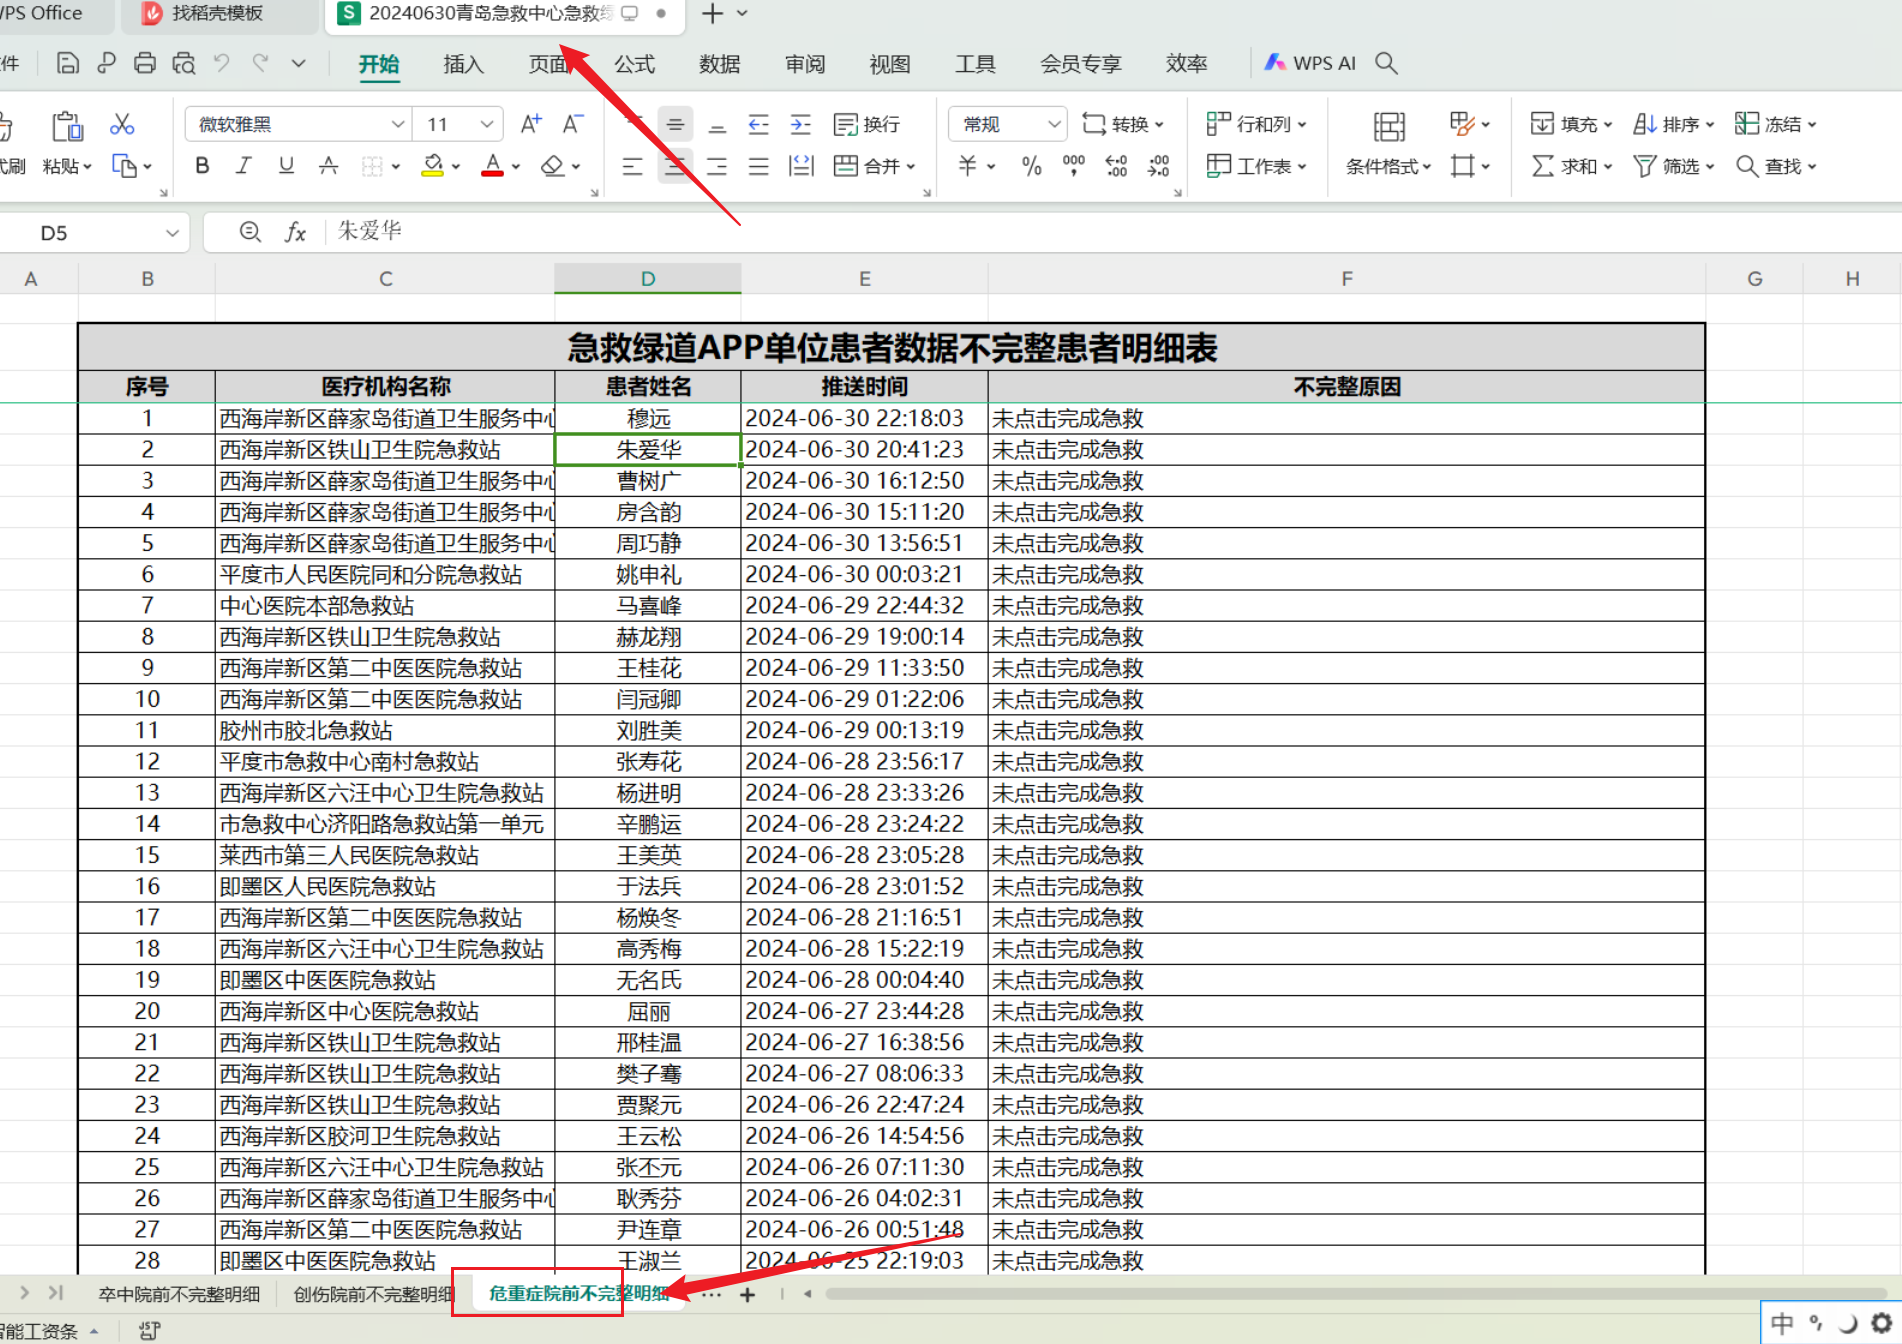 WPS Office 找稻壳模板 20240630青岛急救中心急救绿
件 开始 插入 页面 公式 数据 审阅 视图 工具 会员专享 效率 WPS AI
微软雅黑 11 A+ A- 换行 常规 转换 行和列 填充 排序 冻结
式刷 粘贴 B I U A A 合并 ¥ % 000 工作表 条件格式 求和 筛选 查找
D5 fx 朱爱华
A B C D E F G H
急救绿道APP单位患者数据不完整患者明细表
序号 医疗机构名称 患者姓名 推送时间 不完整原因
1 西海岸新区薛家岛街道卫生服务中心 穆远 2024-06-30 22:18:03 未点击完成急救
2 西海岸新区铁山卫生院急救站 朱爱华 2024-06-30 20:41:23 未点击完成急救
3 西海岸新区薛家岛街道卫生服务中心 曹树广 2024-06-30 16:12:50 未点击完成急救
4 西海岸新区薛家岛街道卫生服务中心 房含韵 2024-06-30 15:11:20 未点击完成急救
5 西海岸新区薛家岛街道卫生服务中心 周巧静 2024-06-30 13:56:51 未点击完成急救
6 平度市人民医院同和分院急救站 姚申礼 2024-06-30 00:03:21 未点击完成急救
7 中心医院本部急救站 马喜峰 2024-06-29 22:44:32 未点击完成急救
8 西海岸新区铁山卫生院急救站 赫龙翔 2024-06-29 19:00:14 未点击完成急救
9 西海岸新区第二中医医院急救站 王桂花 2024-06-29 11:33:50 未点击完成急救
10 西海岸新区第二中医医院急救站 闫冠卿 2024-06-29 01:22:06 未点击完成急救
11 胶州市胶北急救站 刘胜美 2024-06-29 00:13:19 未点击完成急救
12 平度市急救中心南村急救站 张寿花 2024-06-28 23:56:17 未点击完成急救
13 西海岸新区六汪中心卫生院急救站 杨进明 2024-06-28 23:33:26 未点击完成急救
14 市急救中心济阳路急救站第一单元 辛鹏运 2024-06-28 23:24:22 未点击完成急救
15 莱西市第三人民医院急救站 王美英 2024-06-28 23:05:28 未点击完成急救
16 即墨区人民医院急救站 于法兵 2024-06-28 23:01:52 未点击完成急救
17 西海岸新区第二中医医院急救站 杨焕冬 2024-06-28 21:16:51 未点击完成急救
18 西海岸新区六汪中心卫生院急救站 高秀梅 2024-06-28 15:22:19 未点击完成急救
19 即墨区中医医院急救站 无名氏 2024-06-28 00:04:40 未点击完成急救
20 西海岸新区中心医院急救站 屈丽 2024-06-27 23:44:28 未点击完成急救
21 西海岸新区铁山卫生院急救站 邢桂温 2024-06-27 16:38:56 未点击完成急救
22 西海岸新区铁山卫生院急救站 樊子骞 2024-06-27 08:06:33 未点击完成急救
23 西海岸新区铁山卫生院急救站 贾聚元 2024-06-26 22:47:24 未点击完成急救
24 西海岸新区胶河卫生院急救站 王云松 2024-06-26 14:54:56 未点击完成急救
25 西海岸新区六汪中心卫生院急救站 张丕元 2024-06-26 07:11:30 未点击完成急救
26 西海岸新区薛家岛街道卫生服务中心 耿秀芬 2024-06-26 04:02:31 未点击完成急救
27 西海岸新区第二中医医院急救站 尹连章 2024-06-26 00:51:48 未点击完成急救
28 即墨区中医医院急救站 王淑兰 2024-06-25 22:19:03 未点击完成急救
卒中院前不完整明细 创伤院前不完整明细 危重症院前不完整明细 ··· +
智能工资条 中